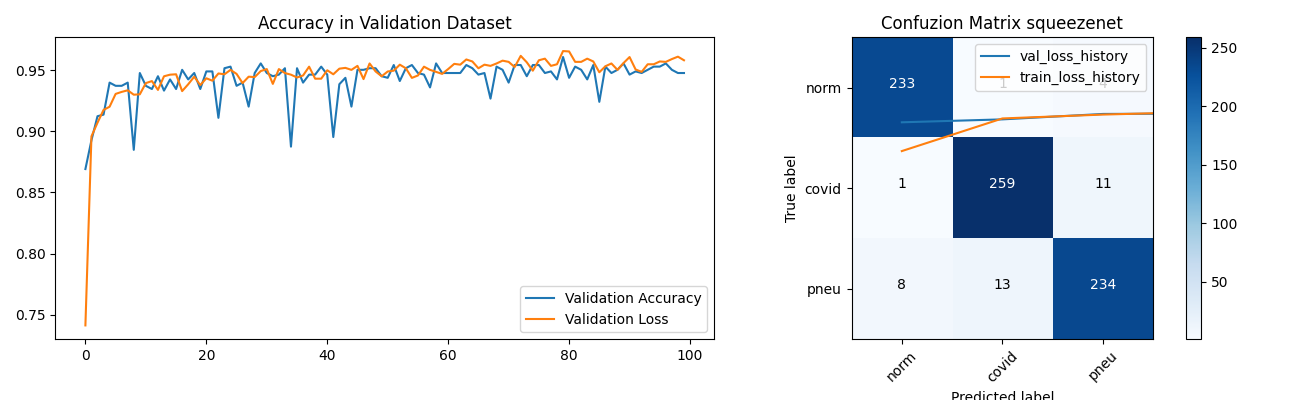 Accuracy in Validation Dataset
0.95
0.90
0.85
0.80
0.75
0
20
40
60
80
100
Validation Accuracy
Validation Loss
Confuzion Matrix squeezenet
val_loss_history
train_loss_history
True label
norm
covid
pneu
233 1 4
1 259 11
8 13 234
norm
covid
pneu
Predicted label
250
200
150
100
50